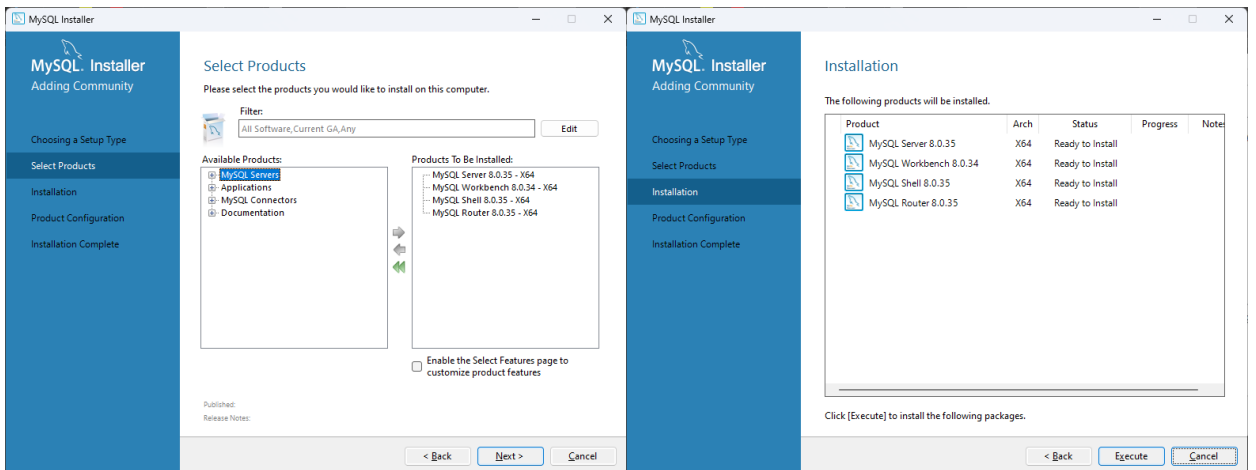 MySQL Installer
MySQL. Installer
Adding Community
Choosing a Setup Type
Select Products
Installation
Product Configuration
Installation Complete
Select Products
Please select the products you would like to install on this computer.
Filter:
All Software,Current GA,Any
Edit
Available Products:
MySQL Servers
Applications
MySQL Connectors
Documentation
Products To Be Installed:
MySQL Server 8.0.35 - X64
MySQL Workbench 8.0.34 - X64
MySQL Shell 8.0.35 - X64
MySQL Router 8.0.35 - X64
Enable the Select Features page to
customize product features
Published:
Release Notes:
< Back Next > Cancel
MySQL Installer
MySQL. Installer
Adding Community
Choosing a Setup Type
Select Products
Installation
Product Configuration
Installation Complete
Installation
The following products will be installed.
Product Arch Status Progress Notes
MySQL Server 8.0.35 X64 Ready to Install
MySQL Workbench 8.0.34 X64 Ready to Install
MySQL Shell 8.0.35 X64 Ready to Install
MySQL Router 8.0.35 X64 Ready to Install
Click [Execute] to install the following packages.
< Back Execute Cancel